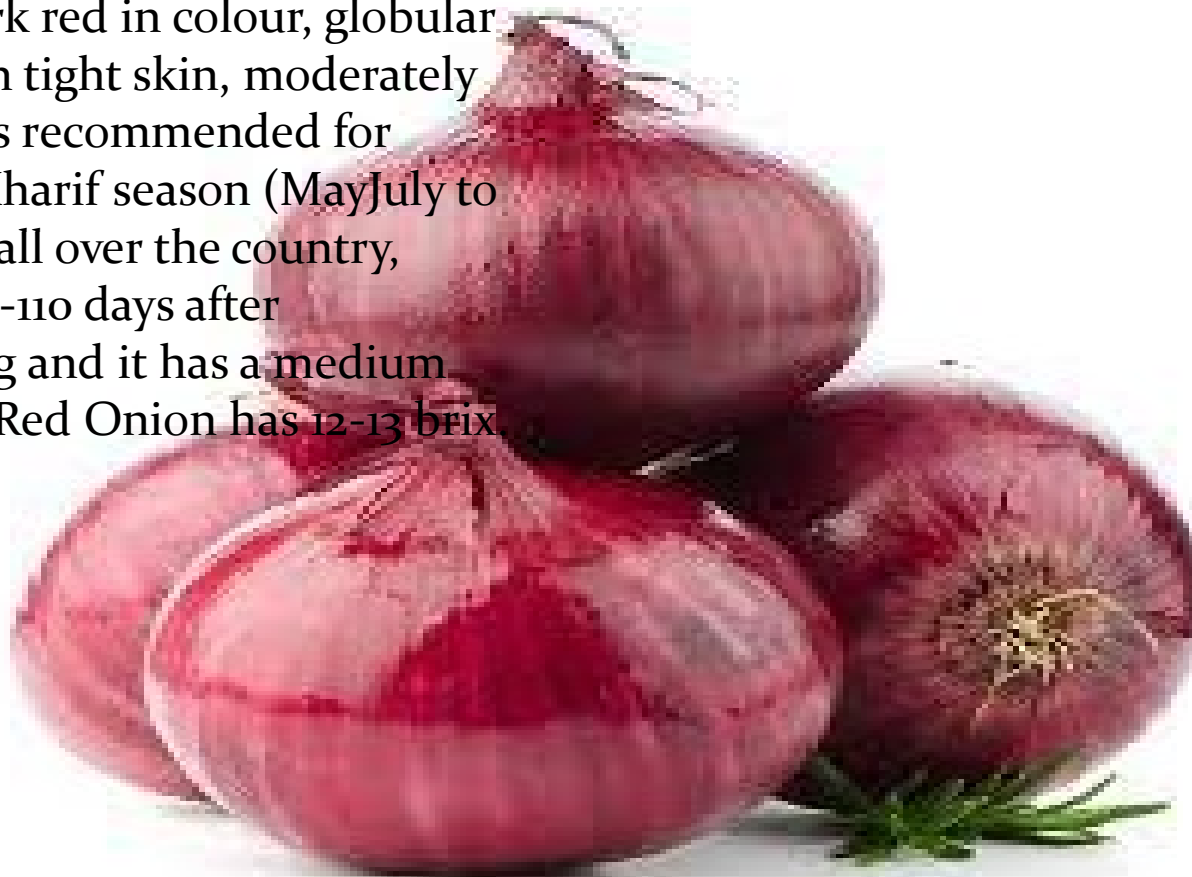 rk red in colour, globular
n tight skin, moderately
s recommended for
harif season (MayJuly to
all over the country,
-110 days after
g and it has a medium
Red Onion has 12-13 brix.